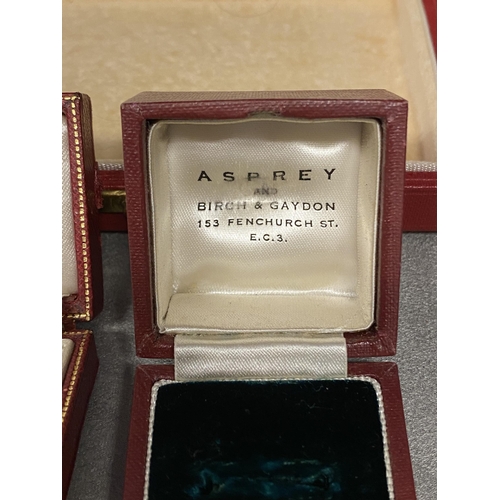 ASPREY
AND
BIRCH & GAYDON
153 FENCHURCH ST.
E.C.3.